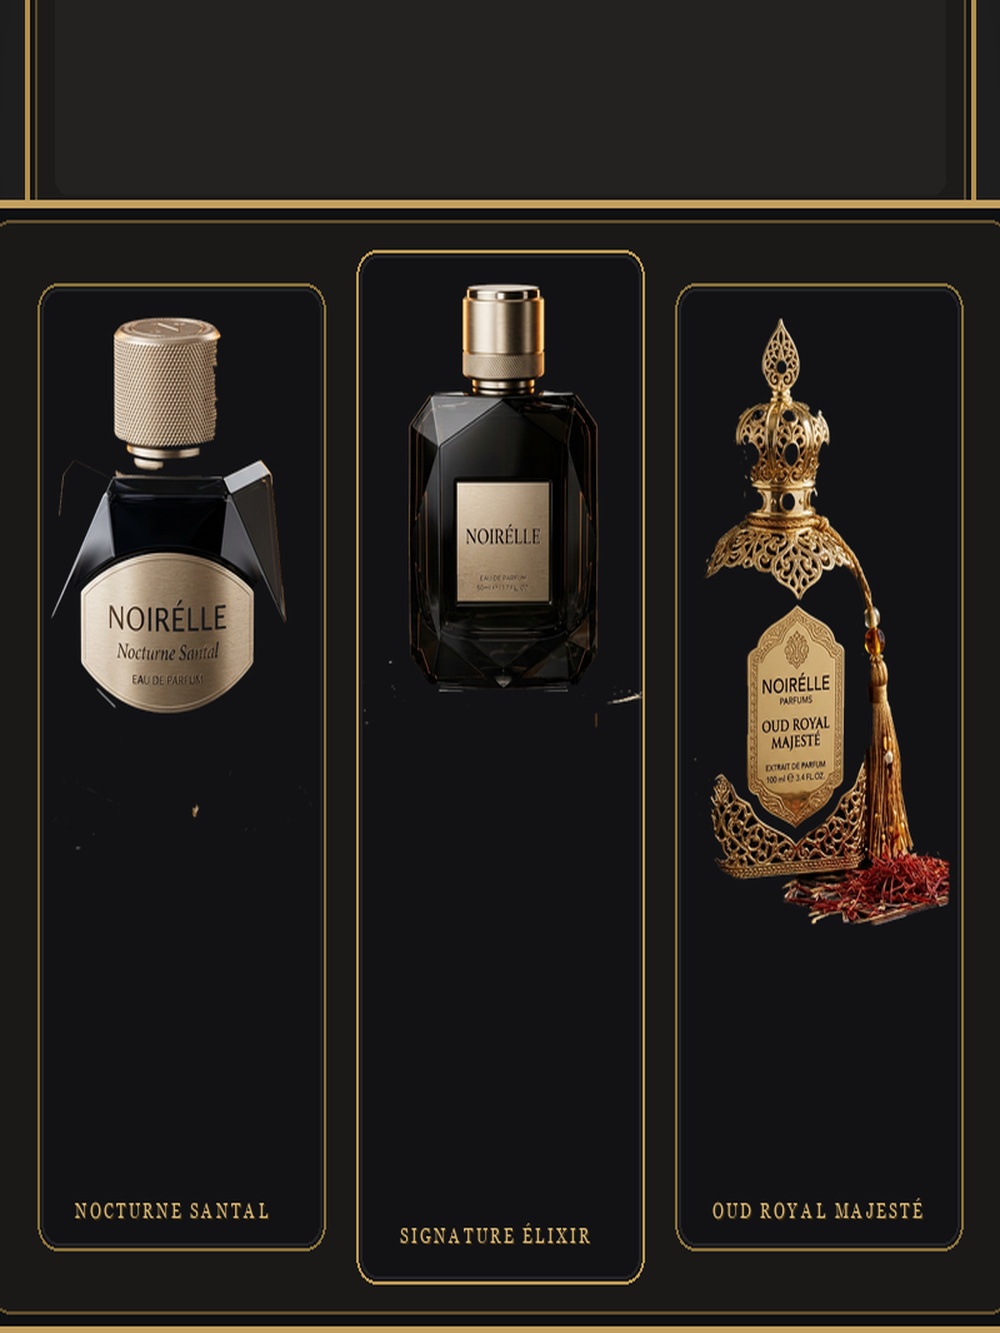 NOIRÉLLE
Nocturne Santal
EAU DE PARFUM
NOCTURNE SANTAL
NOIRÉLLE
EAU DE PARFUM
SIGNATURE ÉLIXIR
NOIRÉLLE
PARFUMS
OUD ROYAL
MAJESTÉ
EXTRAIT DE PARFUM
100 ml ℮ 3.4 FL.OZ.
OUD ROYAL MAJESTÉ